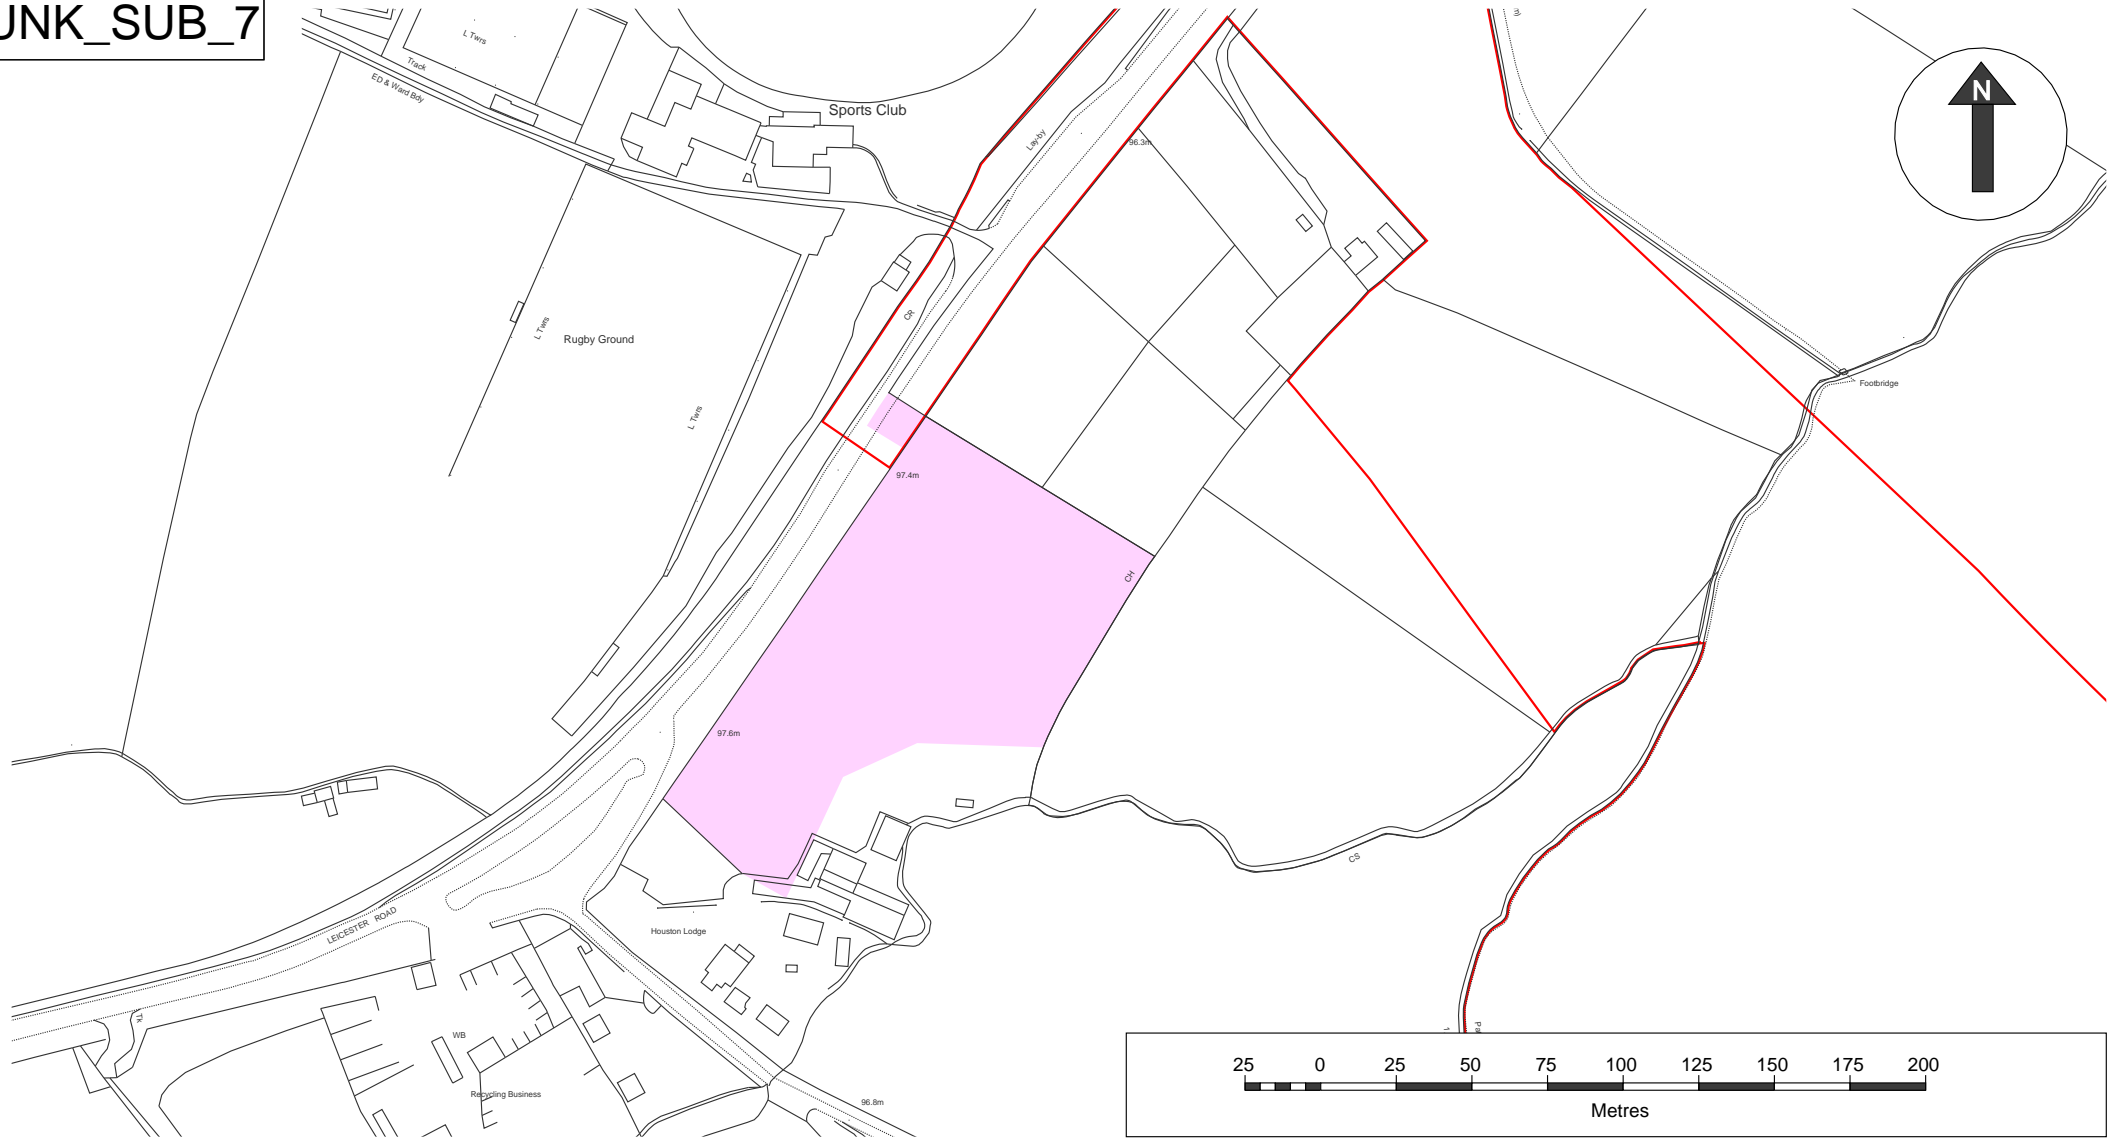 UNK_SUB_7
L Twrs
Track
ED & Ward Bdy
Sports Club
Lay-by
96.3m
N
CR
L Twrs
Rugby Ground
L Twrs
Footbridge
97.4m
CH
97.6m
CS
LEICESTER ROAD
Houston Lodge
Tk
WB
Recycling Business
96.8m
25 0 25 50 75 100 125 150 175 200
Metres